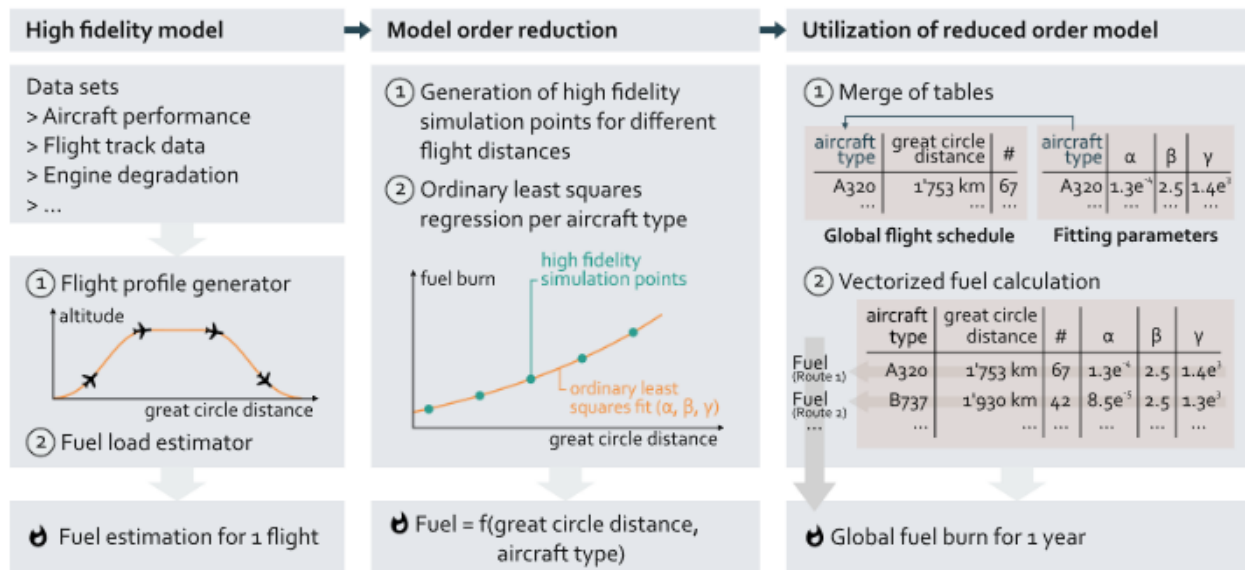 High fidelity model
Data sets
> Aircraft performance
> Flight track data
> Engine degradation
> ...
1 Flight profile generator
altitude
great circle distance
2 Fuel load estimator
Fuel estimation for 1 flight
Model order reduction
1 Generation of high fidelity
simulation points for different
flight distances
2 Ordinary least squares
regression per aircraft type
fuel burn
high fidelity
simulation points
ordinary least
squares fit (α, β, γ)
great circle distance
Fuel = f(great circle distance,
aircraft type)
Utilization of reduced order model
1 Merge of tables
aircraft great circle
type distance #
A320 1'753 km 67
... ... ...
Global flight schedule
aircraft
type α β γ
A320 1.3e⁻⁴ 2.5 1.4e³
... ... ... ...
Fitting parameters
2 Vectorized fuel calculation
aircraft great circle
type distance # α β γ
Fuel
(Route 1)
A320 1'753 km 67 1.3e⁻⁴ 2.5 1.4e³
Fuel
(Route 2)
B737 1'930 km 42 8.5e⁻⁵ 2.5 1.3e³
... ... ... ... ... ... ...
Global fuel burn for 1 year